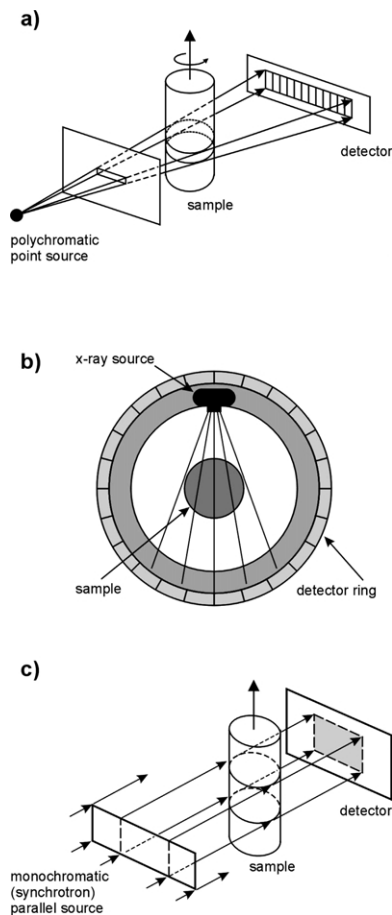 a)
detector
sample
polychromatic
point source
b)
x-ray source
sample
detector ring
c)
detector
sample
monochromatic
(synchrotron)
parallel source